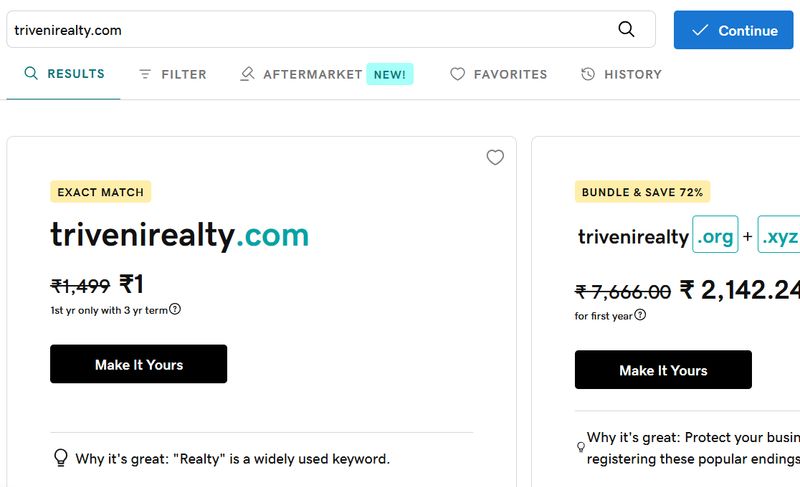 trivenirealty.com
Continue
RESULTS FILTER AFTERMARKET NEW! FAVORITES HISTORY
EXACT MATCH
trivenirealty.com
₹1,499 ₹1
1st yr only with 3 yr term
Make It Yours
Why it's great: "Realty" is a widely used keyword.
BUNDLE & SAVE 72%
trivenirealty .org + .xyz
₹ 7,666.00 ₹ 2,142.24
for first year
Make It Yours
Why it's great: Protect your
registering these popular endings